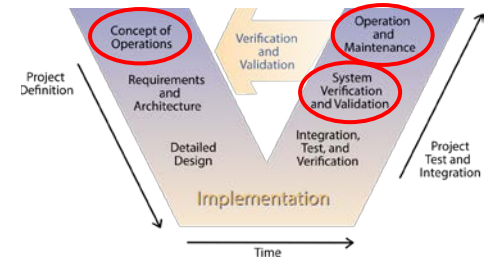 Concept of
Operations
Verification
and
Validation
Operation
and
Maintenance
Project
Definition
Requirements
and
Architecture
System
Verification
and Validation
Detailed
Design
Integration,
Test, and
Verification
Project
Test and
Integration
Implementation
Time